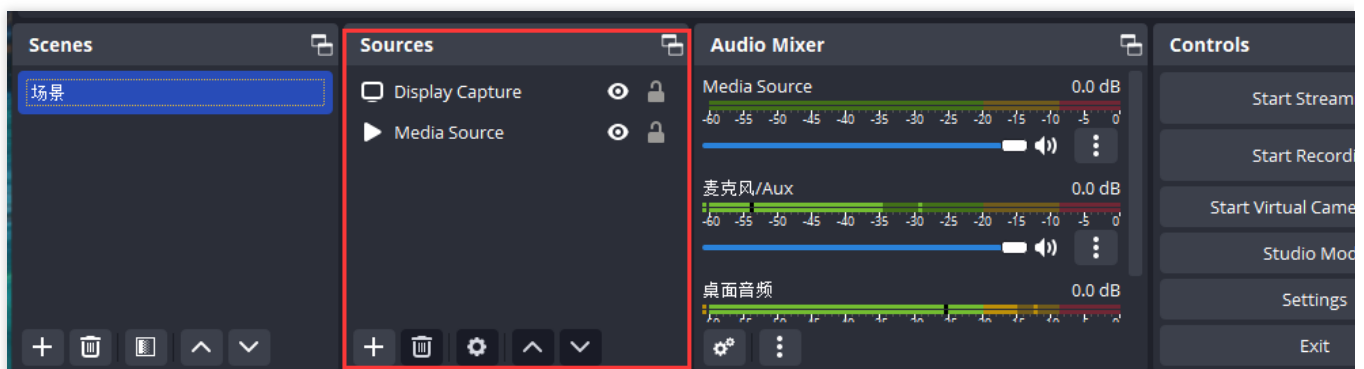 Scenes
场景
Sources
Display Capture
Media Source
Audio Mixer
Media Source 0.0 dB
-60 -55 -50 -45 -40 -35 -30 -25 -20 -15 -10 -5 0
麦克风/Aux 0.0 dB
-60 -55 -50 -45 -40 -35 -30 -25 -20 -15 -10 -5 0
桌面音频 0.0 dB
Controls
Start Stream
Start Recordi
Start Virtual Came
Studio Mod
Settings
Exit